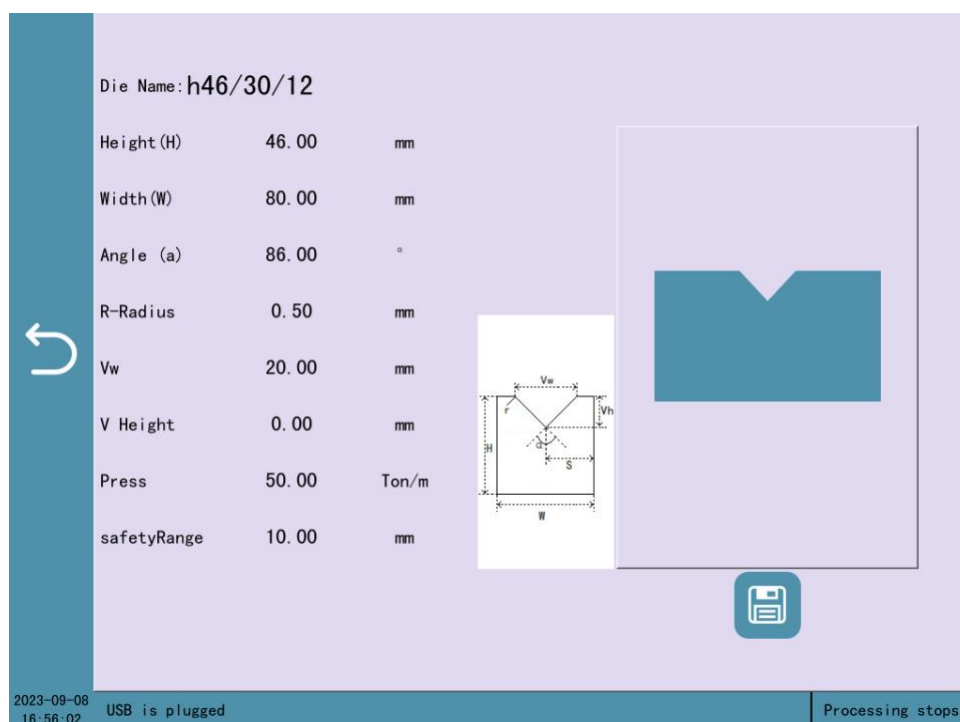 Die Name:h46/30/12
Height(H) 46.00 mm
Width(W) 80.00 mm
Angle (a) 86.00 °
R-Radius 0.50 mm
Vw 20.00 mm
V Height 0.00 mm
Press 50.00 Ton/m
safetyRange 10.00 mm
Vw
r
Vh
H
α
S
W
2023-09-08
16:56:02
USB is plugged
Processing stops